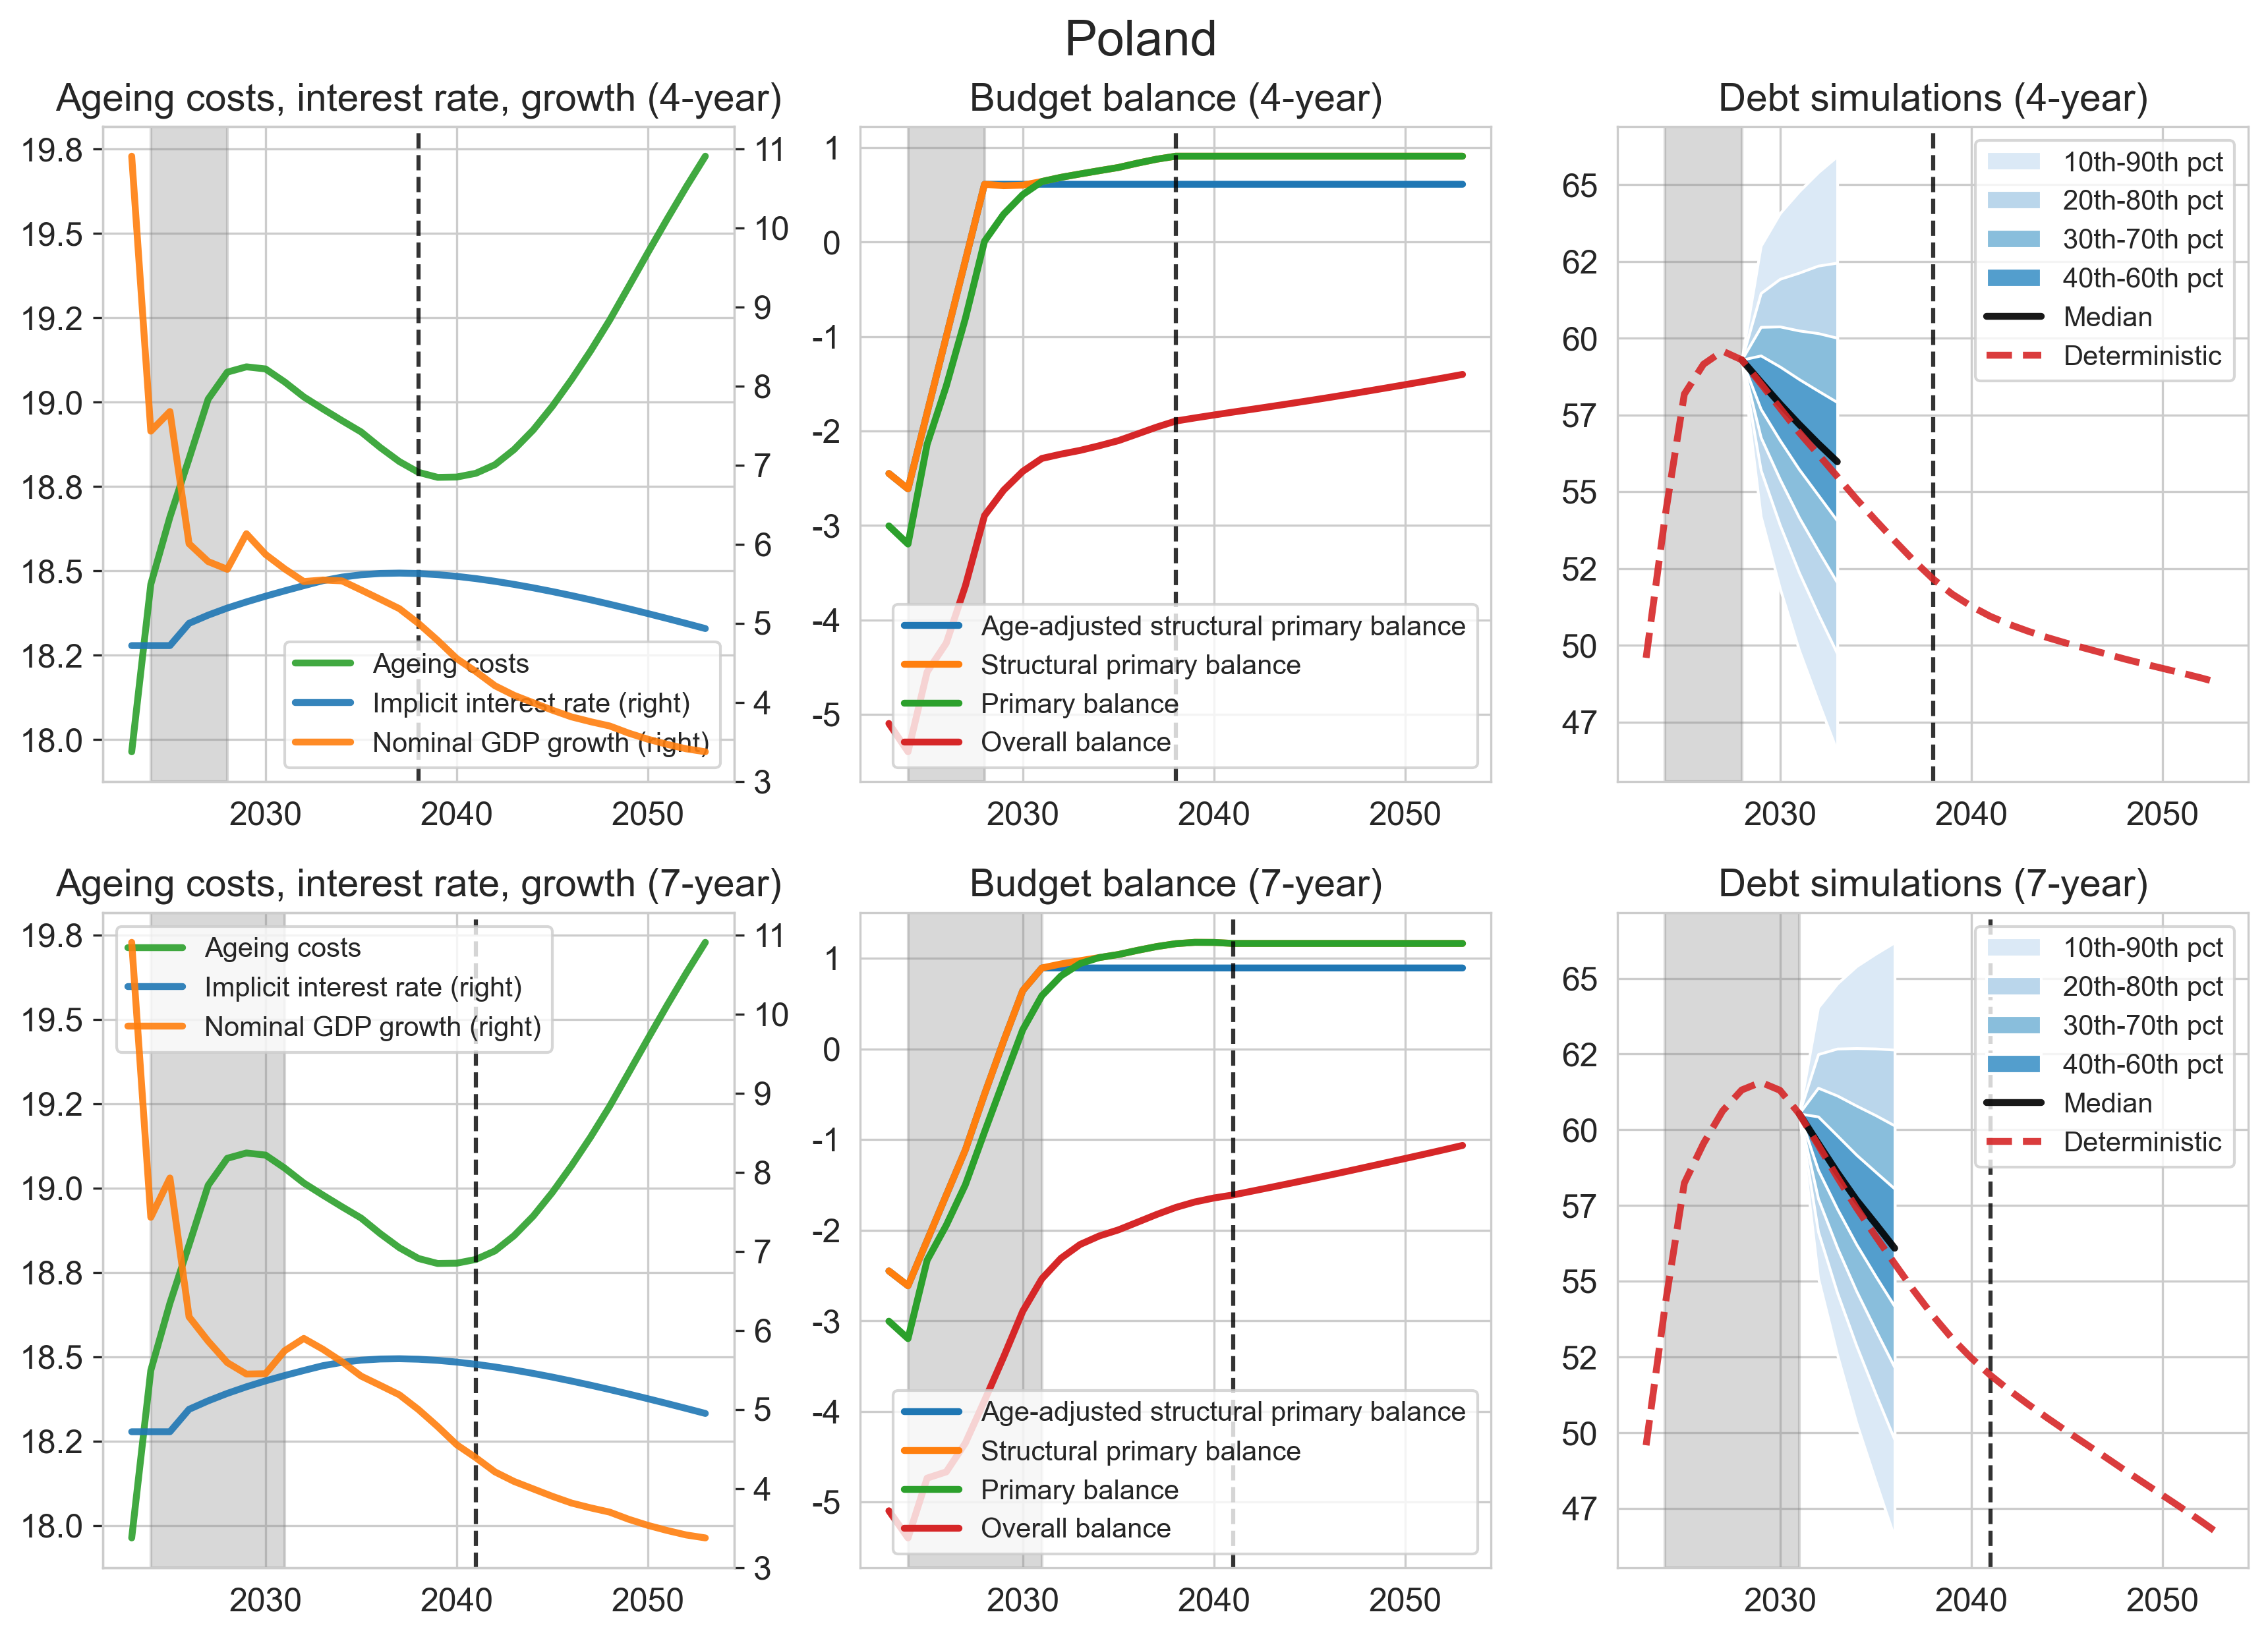 Poland
Ageing costs, interest rate, growth (4-year)
19.8
19.5
19.2
19.0
18.8
18.5
18.2
18.0
11
10
9
8
7
6
5
4
3
Ageing costs
Implicit interest rate (right)
Nominal GDP growth (right)
2030
2040
2050
Budget balance (4-year)
1
0
-1
-2
-3
-4
-5
Age-adjusted structural primary balance
Structural primary balance
Primary balance
Overall balance
2030
2040
2050
Debt simulations (4-year)
65
62
60
57
55
52
50
47
10th-90th pct
20th-80th pct
30th-70th pct
40th-60th pct
Median
Deterministic
2030
2040
2050
Ageing costs, interest rate, growth (7-year)
19.8
19.5
19.2
19.0
18.8
18.5
18.2
18.0
11
10
9
8
7
6
5
4
3
Ageing costs
Implicit interest rate (right)
Nominal GDP growth (right)
2030
2040
2050
Budget balance (7-year)
1
0
-1
-2
-3
-4
-5
Age-adjusted structural primary balance
Structural primary balance
Primary balance
Overall balance
2030
2040
2050
Debt simulations (7-year)
65
62
60
57
55
52
50
47
10th-90th pct
20th-80th pct
30th-70th pct
40th-60th pct
Median
Deterministic
2030
2040
2050